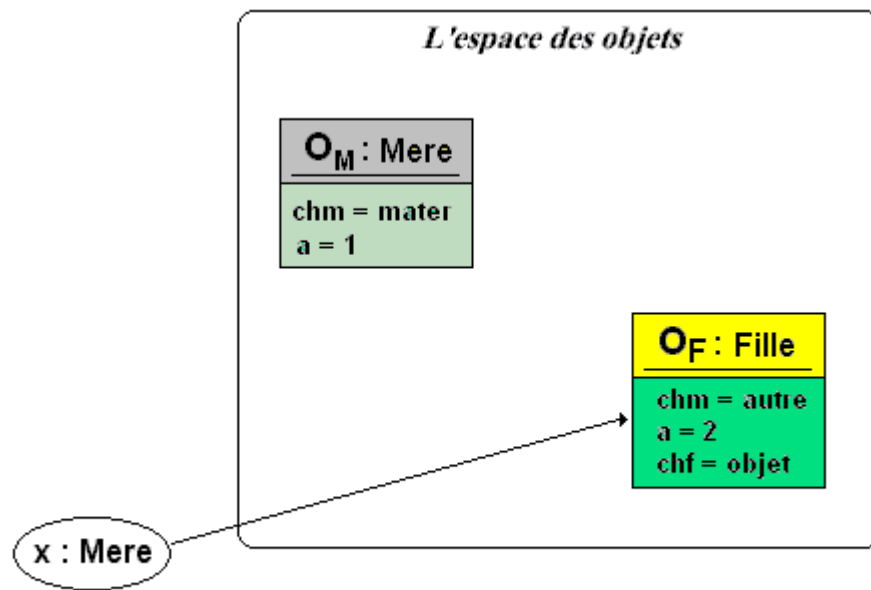 L'espace des objets
OM : Mere
chm = mater
a = 1
OF : Fille
chm = autre
a = 2
chf = objet
x : Mere